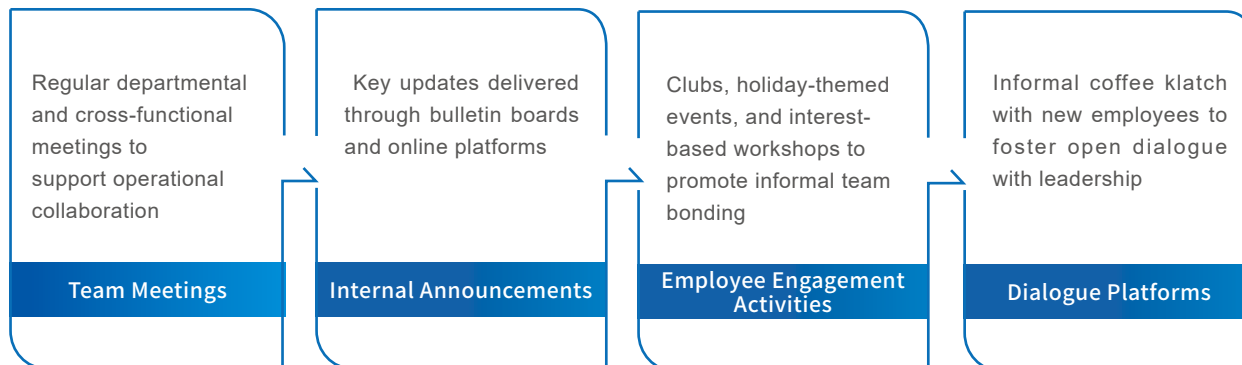 Regular departmental
and cross-functional
meetings to
support operational
collaboration
Team Meetings
Key updates delivered
through bulletin boards
and online platforms
Internal Announcements
Clubs, holiday-themed
events, and interest-
based workshops to
promote informal team
bonding
Employee Engagement
Activities
Informal coffee klatch
with new employees to
foster open dialogue
with leadership
Dialogue Platforms